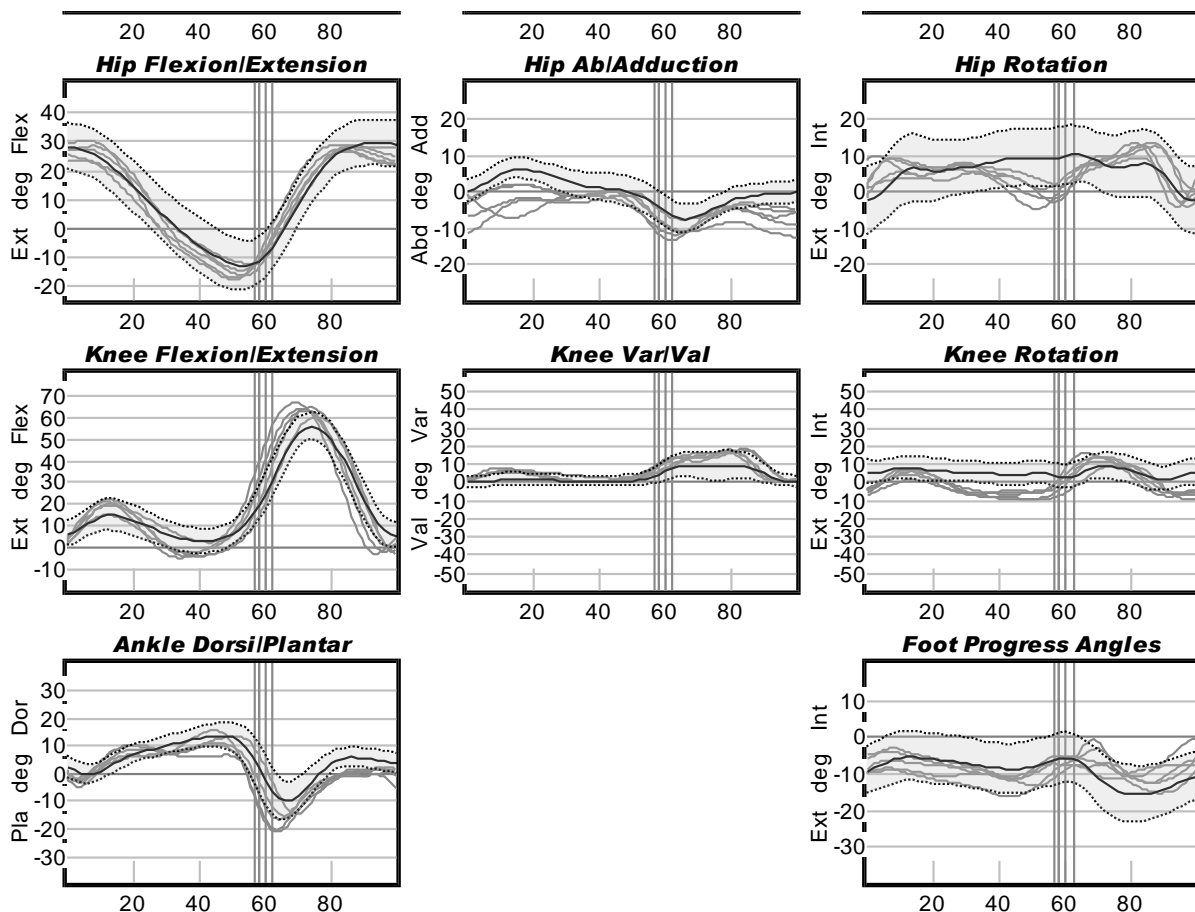 20 40 60 80 20 40 60 80 20 40 60 80
Hip Flexion/Extension
Ext deg Flex
40
30
20
10
0
-10
-20
20 40 60 80
Hip Ab/Adduction
Abd deg Add
20
10
0
-10
-20
20 40 60 80
Hip Rotation
Ext deg Int
20
10
0
-10
-20
20 40 60 80
Knee Flexion/Extension
Ext deg Flex
70
60
50
40
30
20
10
0
-10
20 40 60 80
Knee Var/Val
Val deg Var
50
40
30
20
10
0
-10
-20
-30
-40
-50
20 40 60 80
Knee Rotation
Ext deg Int
50
40
30
20
10
0
-10
-20
-30
-40
-50
20 40 60 80
Ankle Dorsi/Plantar
Pla deg Dor
30
20
10
0
-10
-20
-30
20 40 60 80
Foot Progress Angles
Ext deg Int
10
0
-10
-20
-30
20 40 60 80